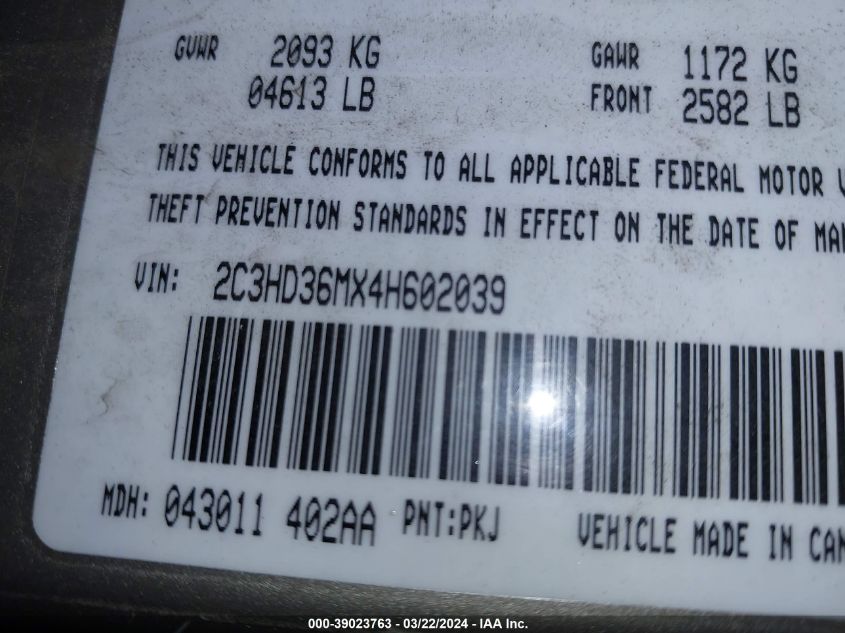 GVWR 2093 KG GAWR 1172 KG
04613 LB FRONT 2582 LB
THIS VEHICLE CONFORMS TO ALL APPLICABLE FEDERAL MOTOR V
THEFT PREVENTION STANDARDS IN EFFECT ON THE DATE OF MAN
VIN: 2C3HD36MX4H602039
MDH: 043011 402AA PNT:PKJ VEHICLE MADE IN CAN
000-39023763 - 03/22/2024 - IAA Inc.